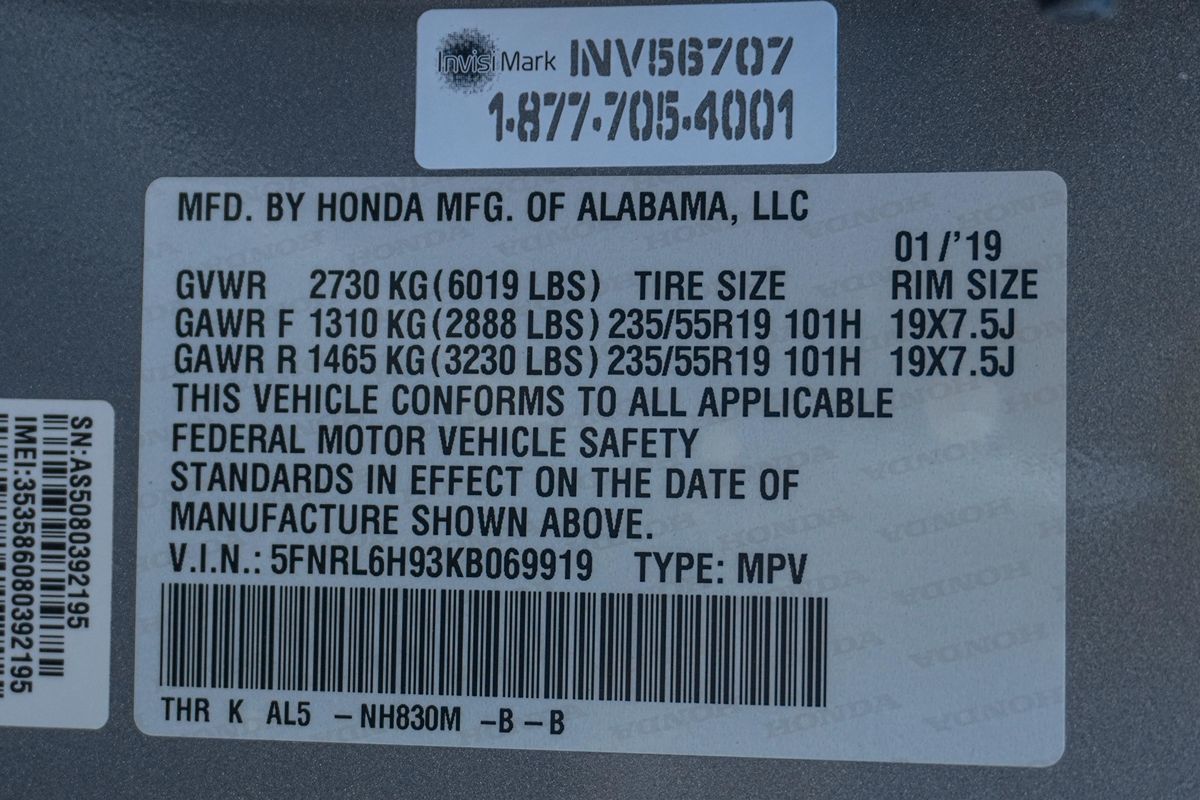 InvisiMark INV56707
1-877-705-4001
MFD. BY HONDA MFG. OF ALABAMA, LLC
01/'19
GVWR 2730 KG (6019 LBS) TIRE SIZE RIM SIZE
GAWR F 1310 KG (2888 LBS) 235/55R19 101H 19X7.5J
GAWR R 1465 KG (3230 LBS) 235/55R19 101H 19X7.5J
THIS VEHICLE CONFORMS TO ALL APPLICABLE
FEDERAL MOTOR VEHICLE SAFETY
STANDARDS IN EFFECT ON THE DATE OF
MANUFACTURE SHOWN ABOVE.
V.I.N.: 5FNRL6H93KB069919 TYPE: MPV
THR K AL5 -NH830M -B -B
SN:AS5080392195
IMEI:353586080392195